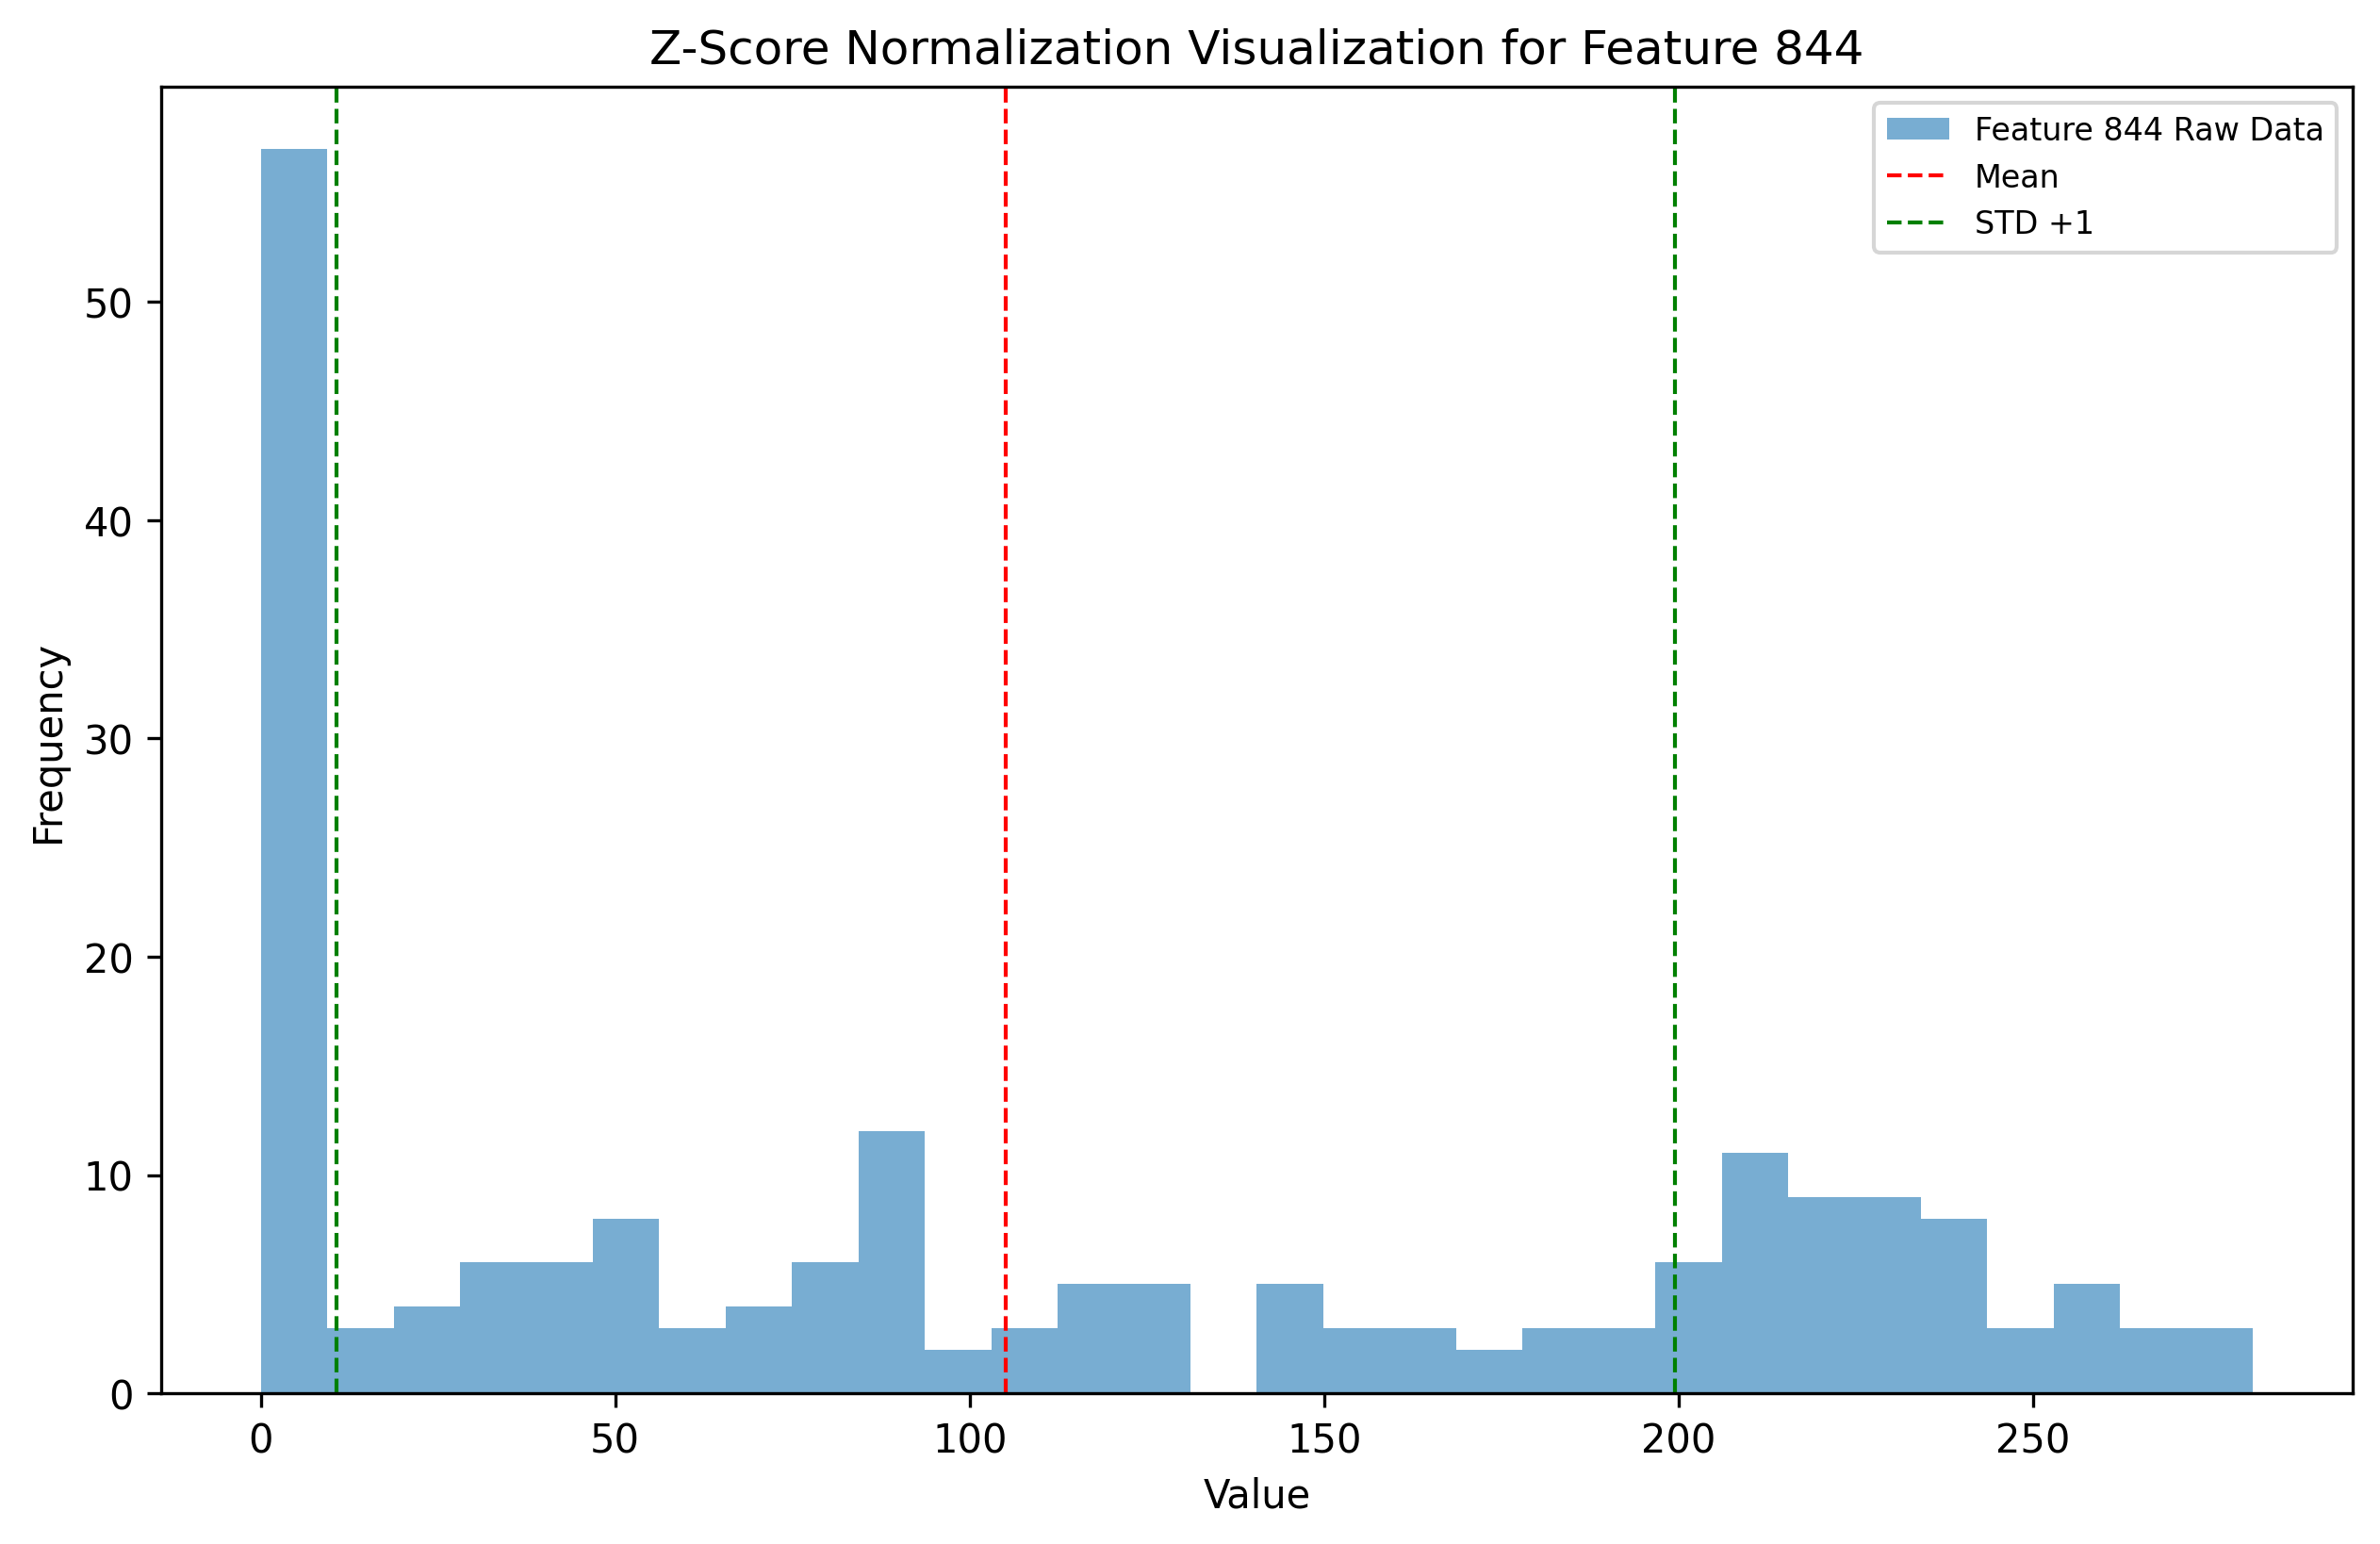 Z-Score Normalization Visualization for Feature 844
Feature 844 Raw Data
Mean
STD +1
Frequency
50
40
30
20
10
0
0 50 100 150 200 250
Value